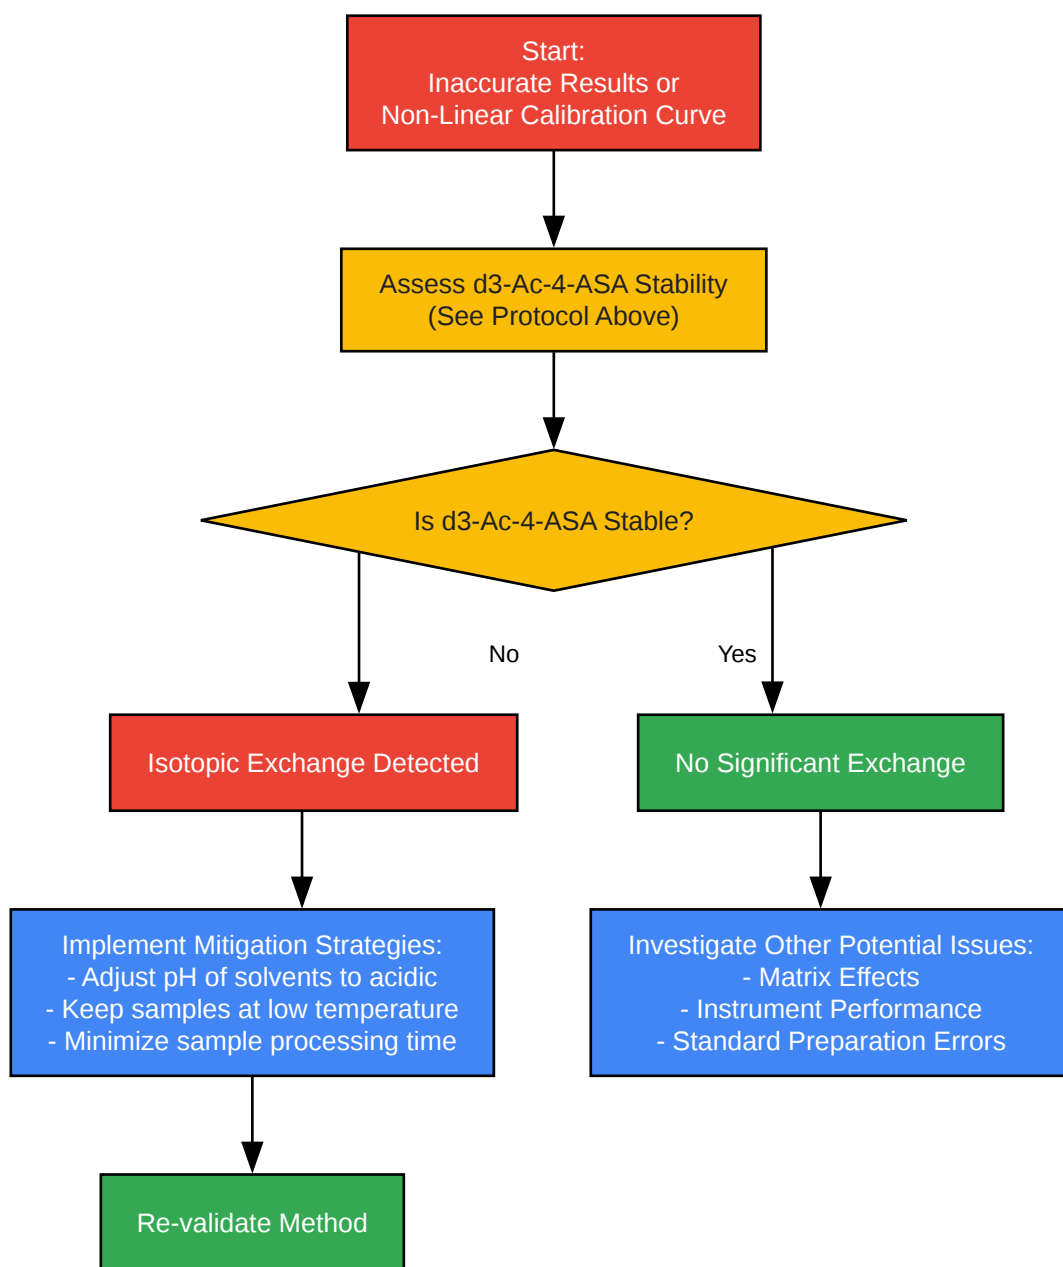 Start:
Inaccurate Results or
Non-Linear Calibration Curve
Assess d3-Ac-4-ASA Stability
(See Protocol Above)
Is d3-Ac-4-ASA Stable?
No
Yes
Isotopic Exchange Detected
No Significant Exchange
Implement Mitigation Strategies:
- Adjust pH of solvents to acidic
- Keep samples at low temperature
- Minimize sample processing time
Investigate Other Potential Issues:
- Matrix Effects
- Instrument Performance
- Standard Preparation Errors
Re-validate Method